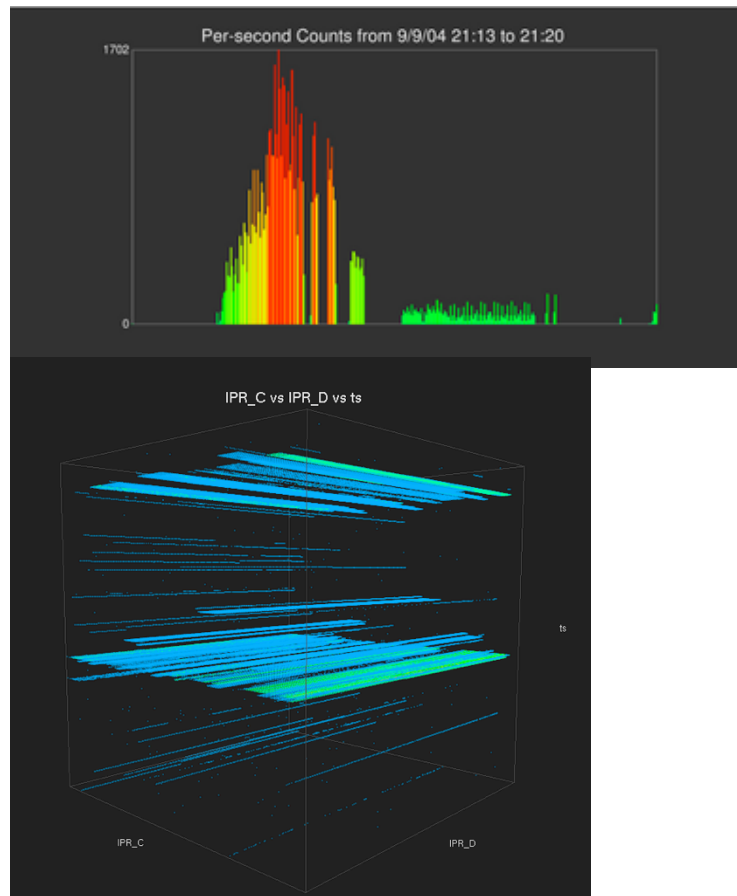 Per-second Counts from 9/9/04 21:13 to 21:20
1702
0
IPR_C vs IPR_D vs ts
ts
IPR_C
IPR_D